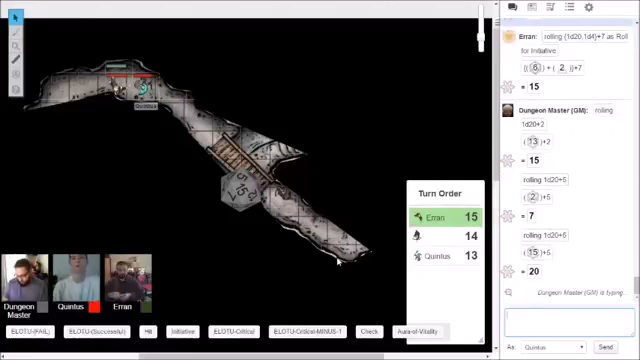 Erran: rolling {1d20;1d4}+7 as Roll
for Initiative
{(6)+(2)}+7
= 15
Dungeon Master (GM): rolling
1d20+2
(13)+2
= 15
rolling 1d20+5
(2)+5
= 7
rolling 1d20+5
(15)+5
= 20
Dungeon Master (GM) is typing.
As: Quintus Send
Quintus
15
Turn Order
Erran 15
14
Quintus 13
Dungeon
Master
Quintus
Erran
ELOTU-(FAIL) ELOTU-(Successful) Hit Initiative ELOTU-Critical ELOTU-Critical-MINUS-1 Check Aura-of-Vitality